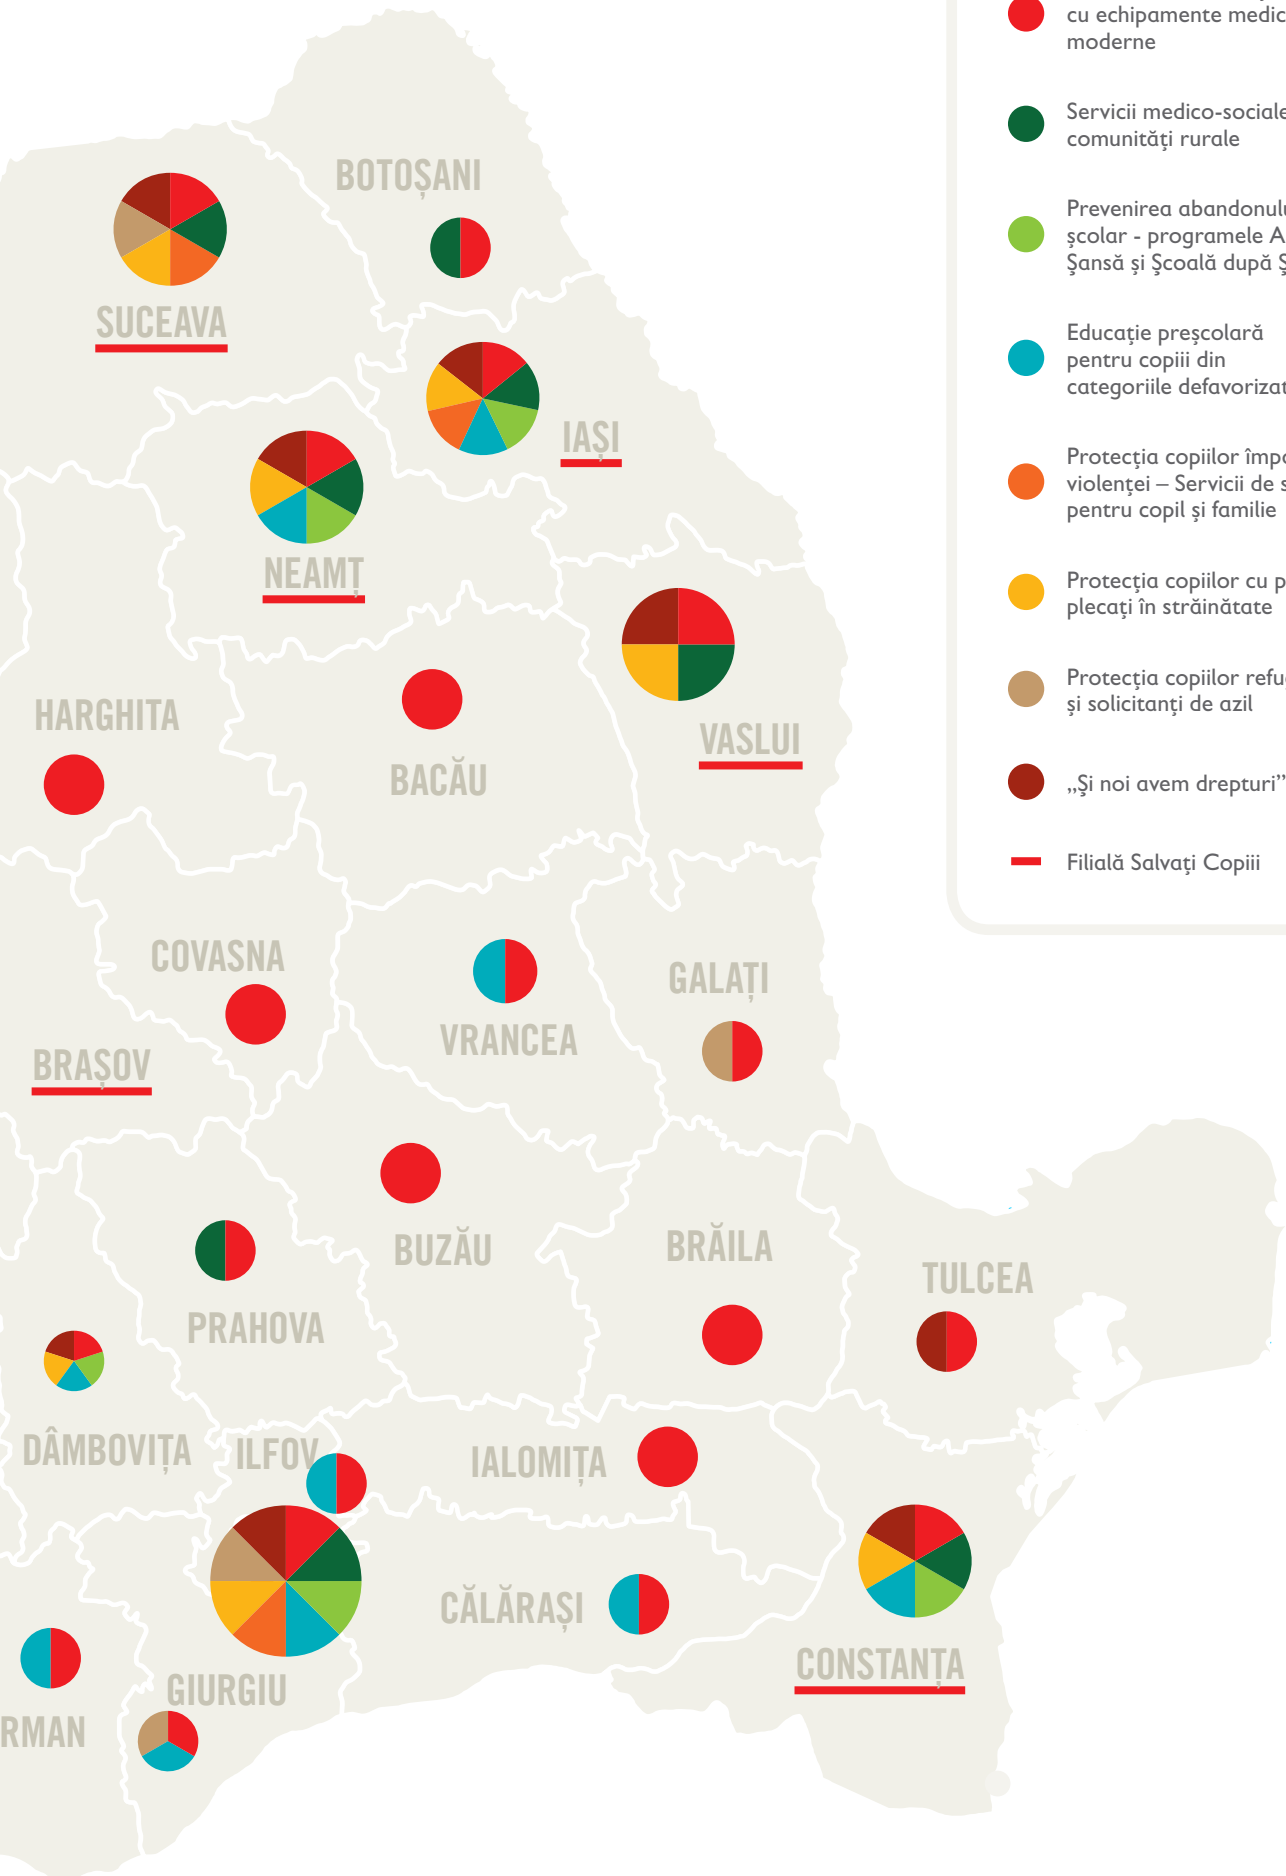 cu echipamente medic
moderne
Servicii medico-sociale
comunități rurale
Prevenirea abandonulu
școlar - programele A
Șansă și Școală după Ș
Educație preșcolară
pentru copiii din
categoriile defavorizat
Protecția copiilor împo
violenței – Servicii de s
pentru copil și familie
Protecția copiilor cu p
plecați în străinătate
Protecția copiilor refug
și solicitanți de azil
„Și noi avem drepturi”
Filială Salvați Copiii
BOTOȘANI
SUCEAVA
IAȘI
NEAMȚ
HARGHITA
VASLUI
BACĂU
COVASNA
GALAȚI
VRANCEA
BRAȘOV
BUZĂU
BRĂILA
TULCEA
PRAHOVA
DÂMBOVIȚA
ILFOV
IALOMIȚA
CĂLĂRAȘI
CONSTANȚA
GIURGIU
RMAN